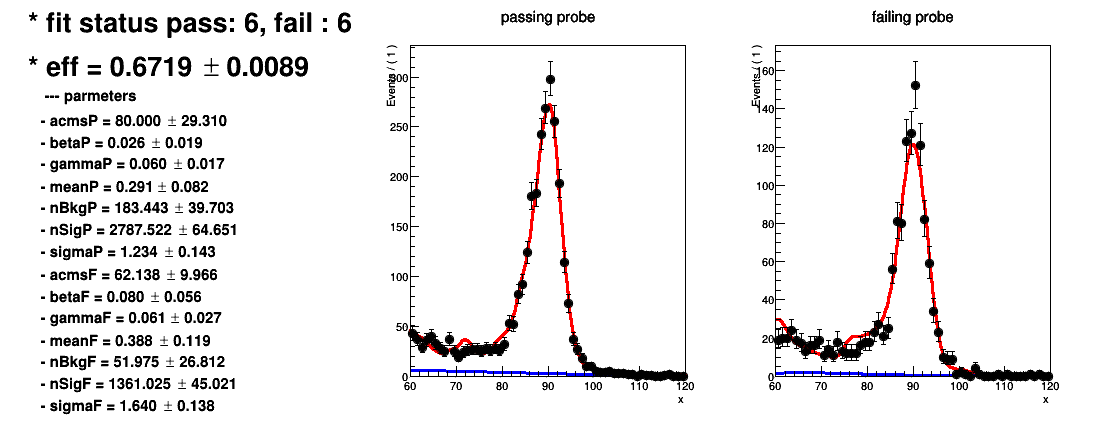 * fit status pass: 6, fail : 6
* eff = 0.6719 ± 0.0089
--- parmeters
- acmsP = 80.000 ± 29.310
- betaP = 0.026 ± 0.019
- gammaP = 0.060 ± 0.017
- meanP = 0.291 ± 0.082
- nBkgP = 183.443 ± 39.703
- nSigP = 2787.522 ± 64.651
- sigmaP = 1.234 ± 0.143
- acmsF = 62.138 ± 9.966
- betaF = 0.080 ± 0.056
- gammaF = 0.061 ± 0.027
- meanF = 0.388 ± 0.119
- nBkgF = 51.975 ± 26.812
- nSigF = 1361.025 ± 45.021
- sigmaF = 1.640 ± 0.138
passing probe
Events / ( 1 )
300
250
200
150
100
50
0
60 70 80 90 100 110 120
x
failing probe
Events / ( 1 )
160
140
120
100
80
60
40
20
0
60 70 80 90 100 110 120
x